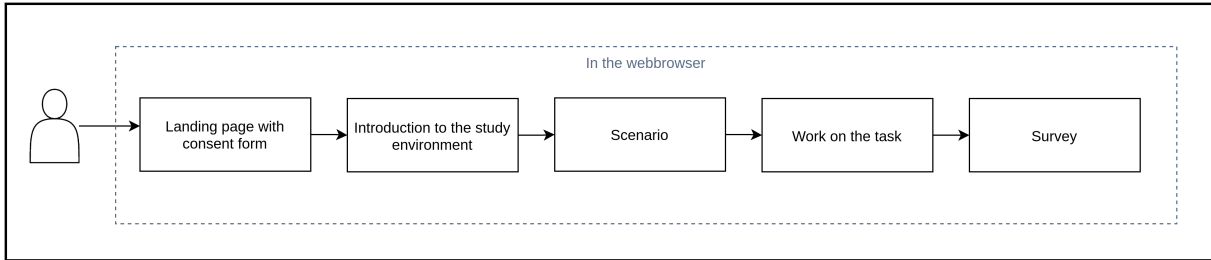 In the webbrowser
Landing page with
consent form
Introduction to the study
environment
Scenario
Work on the task
Survey